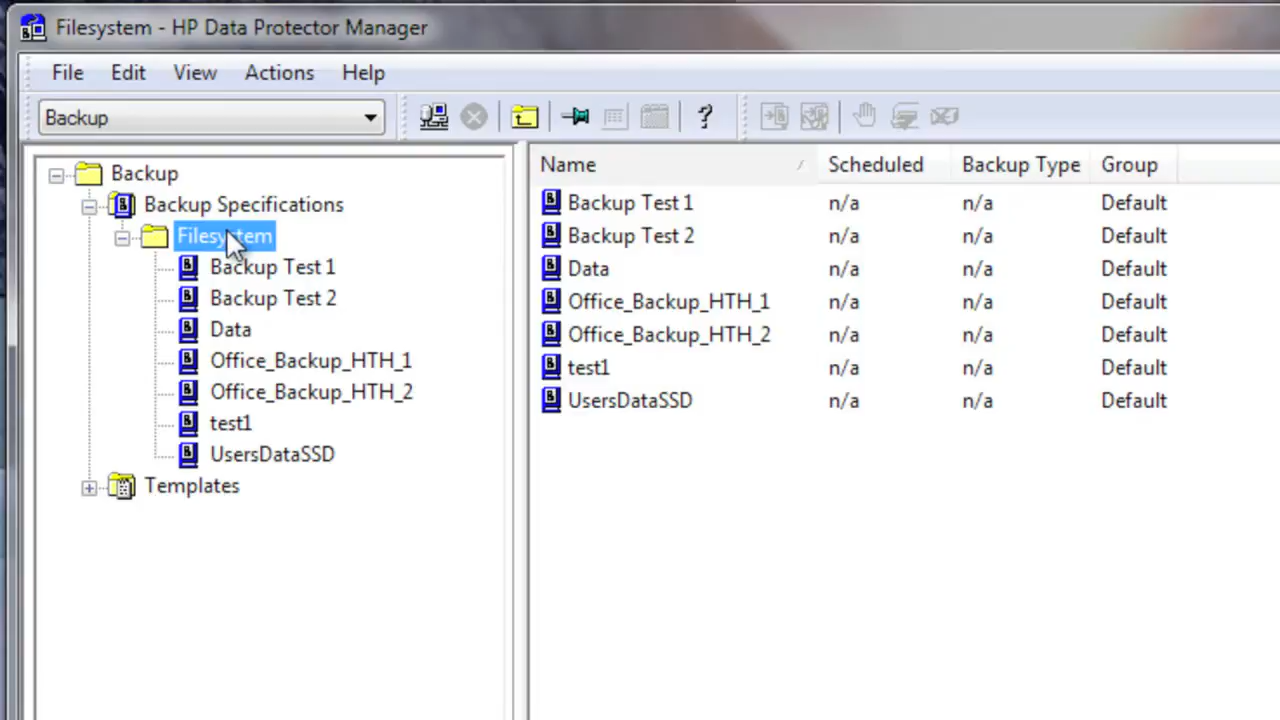 Filesystem - HP Data Protector Manager
File Edit View Actions Help
Backup
Backup
Backup Specifications
Filesystem
Backup Test 1
Backup Test 2
Data
Office_Backup_HTH_1
Office_Backup_HTH_2
test1
UsersDataSSD
Templates
Name Scheduled Backup Type Group
Backup Test 1 n/a n/a Default
Backup Test 2 n/a n/a Default
Data n/a n/a Default
Office_Backup_HTH_1 n/a n/a Default
Office_Backup_HTH_2 n/a n/a Default
test1 n/a n/a Default
UsersDataSSD n/a n/a Default